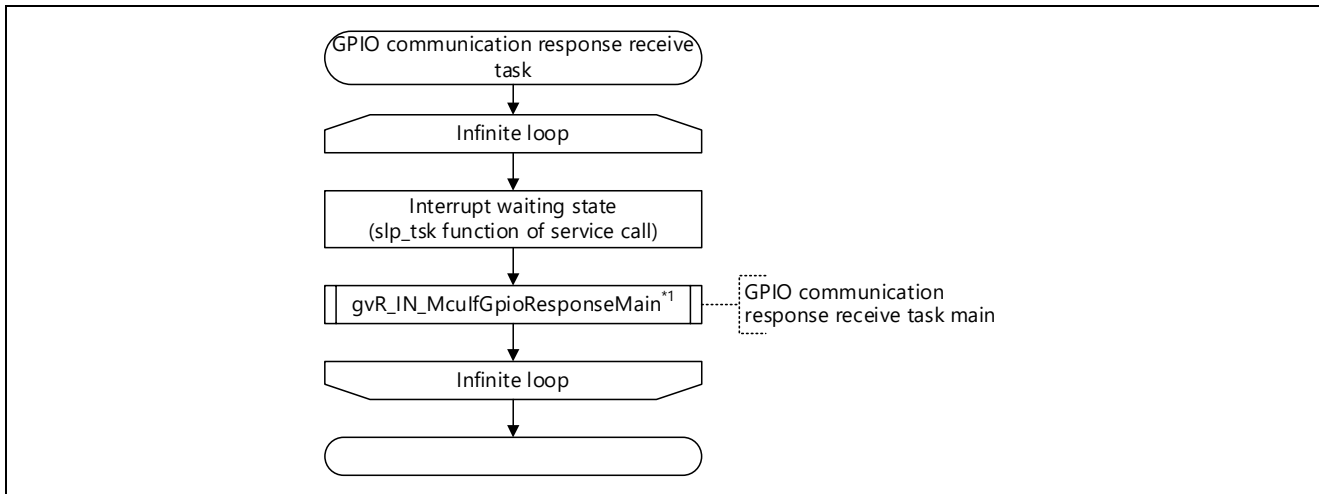 GPIO communication response receive
task
Infinite loop
Interrupt waiting state
(slp_tsk function of service call)
gvR_IN_McuIfGpioResponseMain*1
GPIO communication
response receive task main
Infinite loop